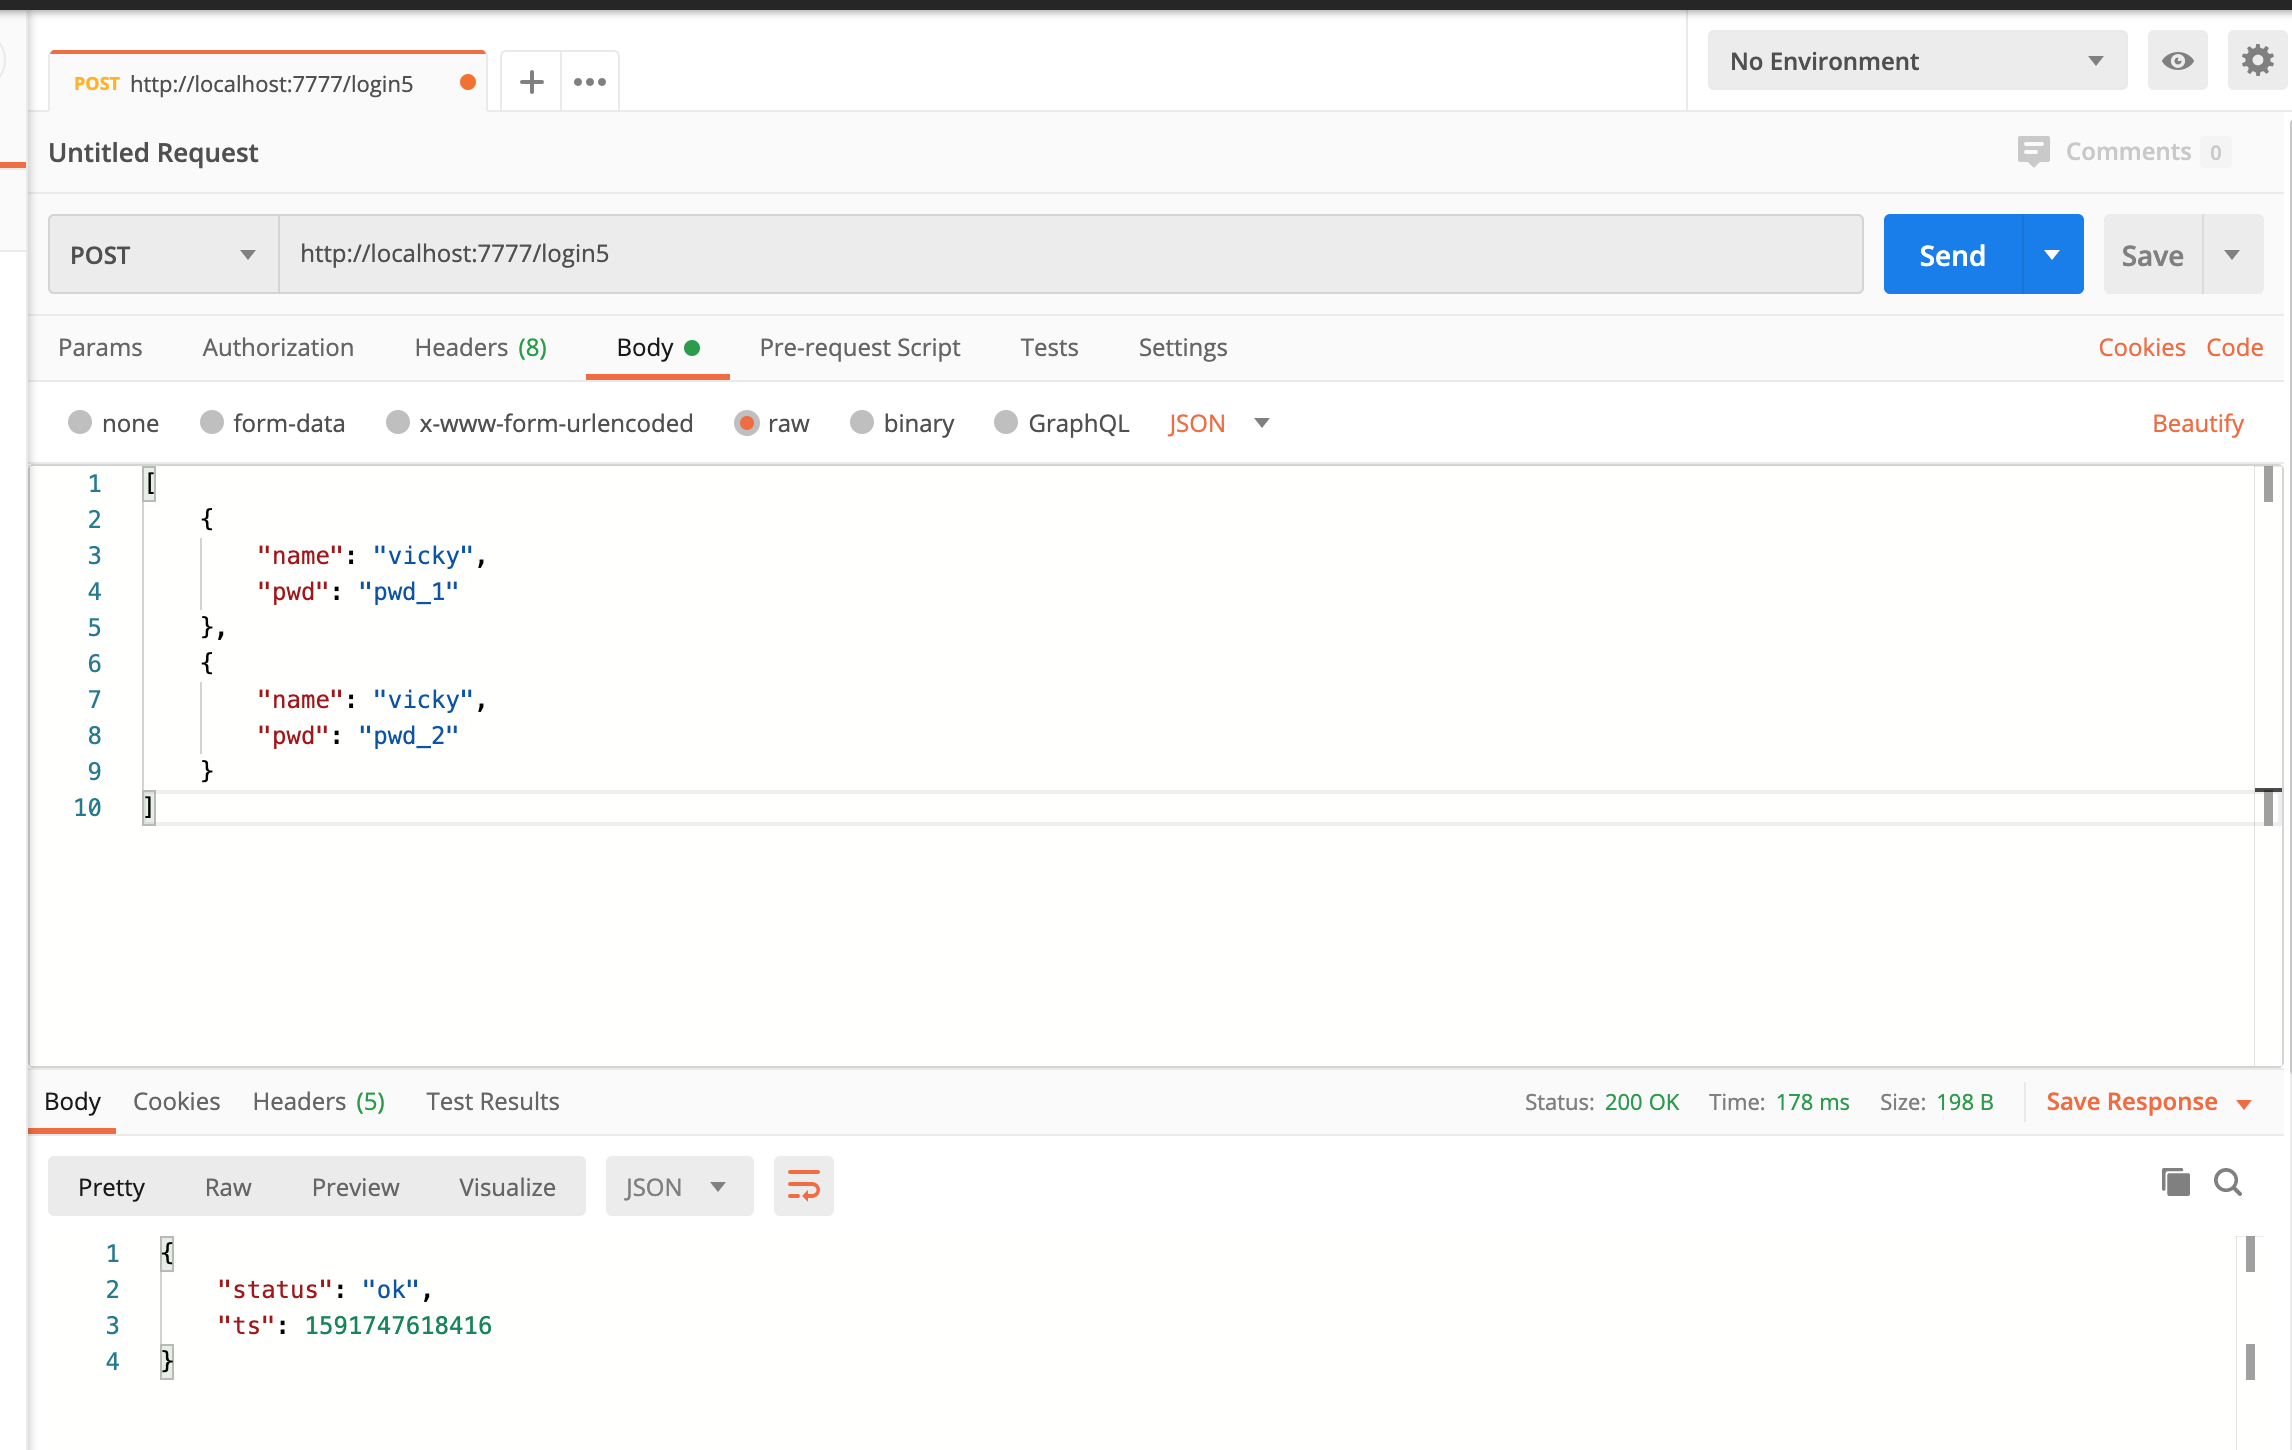 POST http://localhost:7777/login5
No Environment
Untitled Request
Comments 0
POST http://localhost:7777/login5 Send Save
Params Authorization Headers (8) Body Pre-request Script Tests Settings Cookies Code
none form-data x-www-form-urlencoded raw binary GraphQL JSON Beautify
1 [
2 {
3 "name": "vicky",
4 "pwd": "pwd_1"
5 },
6 {
7 "name": "vicky",
8 "pwd": "pwd_2"
9 }
10 ]
Body Cookies Headers (5) Test Results Status: 200 OK Time: 178 ms Size: 198 B Save Response
Pretty Raw Preview Visualize JSON
1 {
2 "status": "ok",
3 "ts": 1591747618416
4 }